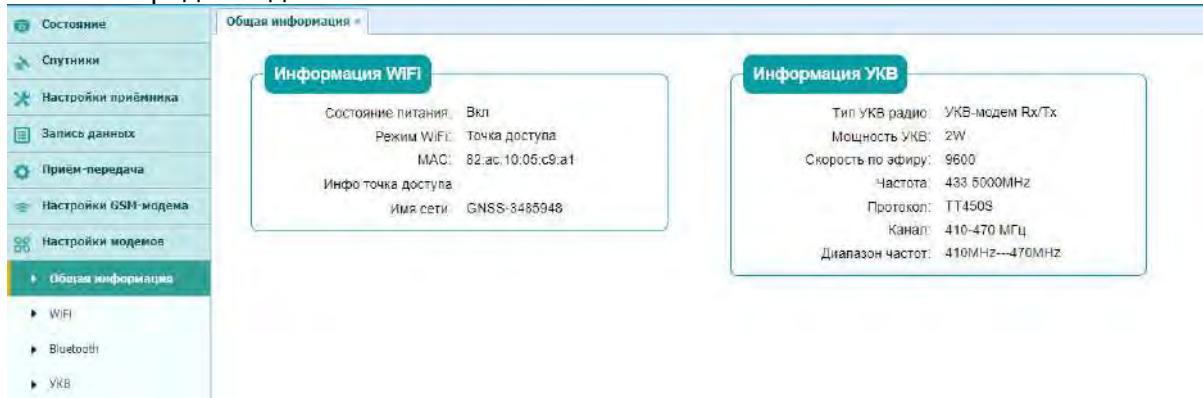 Состояние
Спутники
Настройки приёмника
Запись данных
Приём-передача
Настройки GSM-модема
Настройки модемов
Общая информация
WiFi
Bluetooth
УКВ
Общая информация ×
Информация WIFI
Состояние питания: Вкл
Режим WiFi: Точка доступа
MAC: 82:ac:10:05:c9:a1
Инфо точка доступа
Имя сети: GNSS-3485948
Информация УКВ
Тип УКВ радио: УКВ-модем Rx/Tx
Мощность УКВ: 2W
Скорость по эфиру: 9600
Частота: 433.5000MHz
Протокол: TT450S
Канал: 410-470 МГц
Диапазон частот: 410MHz---470MHz